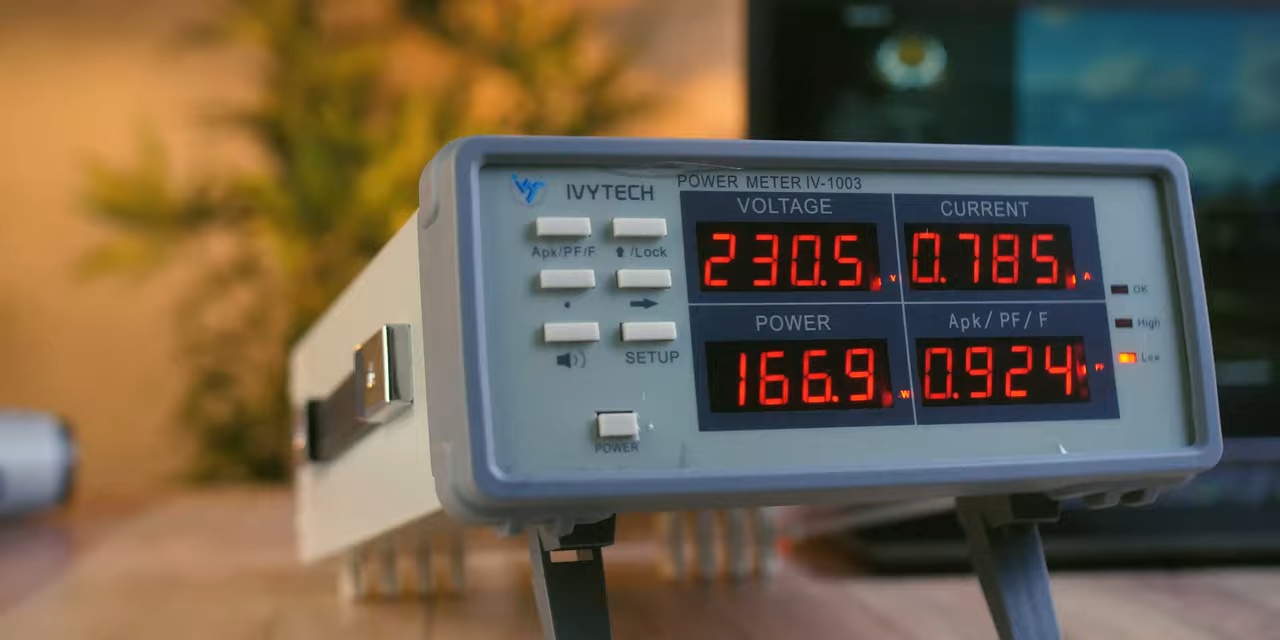 IVYTECH
POWER METER IV-1003
VOLTAGE
CURRENT
230.5 V
0.785 A
Apk/PF/F
/Lock
SETUP
POWER
Apk/PF/F
166.9 W
0.924 PF
OK
High
Low
POWER